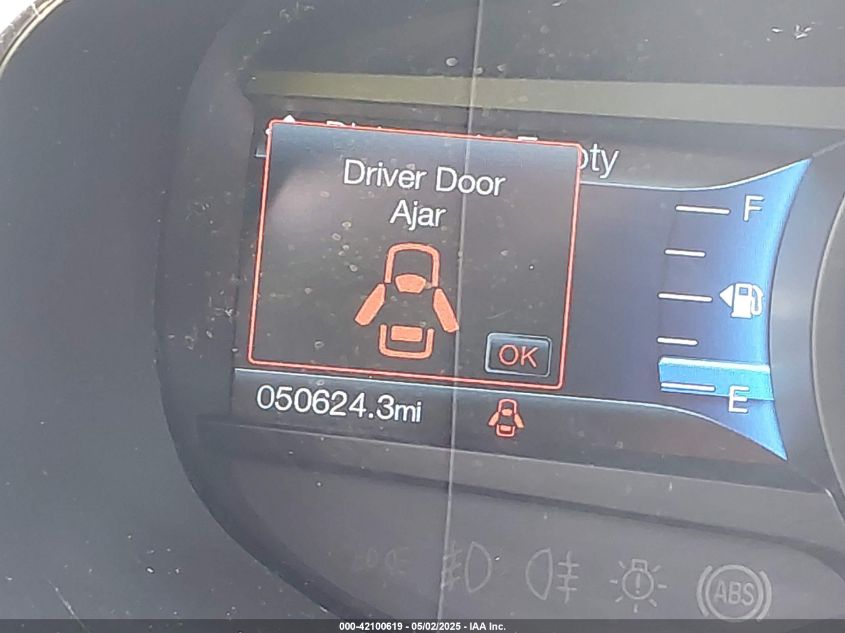 Driver Door
Ajar
OK
F
E
050624.3mi
ABS
000-42100619 - 05/02/2025 - IAA Inc.